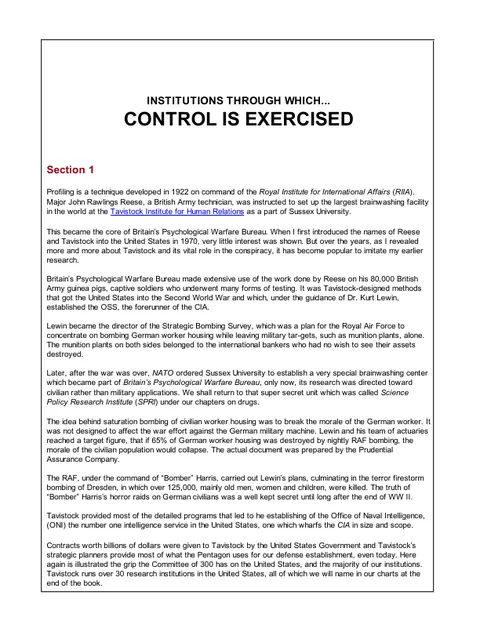 INSTITUTIONS THROUGH WHICH...
CONTROL IS EXERCISED
Section 1
Profiling is a technique developed in 1922 on command of the Royal Institute for International Affairs (RIIA).
Major John Rawlings Reese, a British Army technician, was instructed to set up the largest brainwashing facility
in the world at the Tavistock Institute for Human Relations as a part of Sussex University.
This became the core of Britain's Psychological Warfare Bureau. When I first introduced the names of Reese
and Tavistock into the United States in 1970, very little interest was shown. But over the years, as I revealed
more and more about Tavistock and its vital role in the conspiracy, it has become popular to imitate my earlier
research.
Britain's Psychological Warfare Bureau made extensive use of the work done by Reese on his 80,000 British
Army guinea pigs, captive soldiers who underwent many forms of testing. It was Tavistock-designed methods
that got the United States into the Second World War and which, under the guidance of Dr. Kurt Lewin,
established the OSS, the forerunner of the CIA.
Lewin became the director of the Strategic Bombing Survey, which was a plan for the Royal Air Force to
concentrate on bombing German worker housing while leaving military tar-gets, such as munition plants, alone.
The munition plants on both sides belonged to the international bankers who had no wish to see their assets
destroyed.
Later, after the war was over, NATO ordered Sussex University to establish a very special brainwashing center
which became part of Britain's Psychological Warfare Bureau, only now, its research was directed toward
civilian rather than military applications. We shall return to that super secret unit which was called Science
Policy Research Institute (SPRI) under our chapters on drugs.
The idea behind saturation bombing of civilian worker housing was to break the morale of the German worker. It
was not designed to affect the war effort against the German military machine. Lewin and his team of actuaries
reached a target figure, that if 65% of German worker housing was destroyed by nightly RAF bombing, the
morale of the civilian population would collapse. The actual document was prepared by the Prudential
Assurance Company.
The RAF, under the command of "Bomber" Harris, carried out Lewin's plans, culminating in the terror firestorm
bombing of Dresden, in which over 125,000, mainly old men, women and children, were killed. The truth of
"Bomber" Harris's horror raids on German civilians was a well kept secret until long after the end of WW II.
Tavistock provided most of the detailed programs that led to he establishing of the Office of Naval Intelligence,
(ONI) the number one intelligence service in the United States, one which wharfs the CIA in size and scope.
Contracts worth billions of dollars were given to Tavistock by the United States Government and Tavistock's
strategic planners provide most of what the Pentagon uses for our defense establishment, even today. Here
again is illustrated the grip the Committee of 300 has on the United States, and the majority of our institutions.
Tavistock runs over 30 research institutions in the United States, all of which we will name in our charts at the
end of the book.